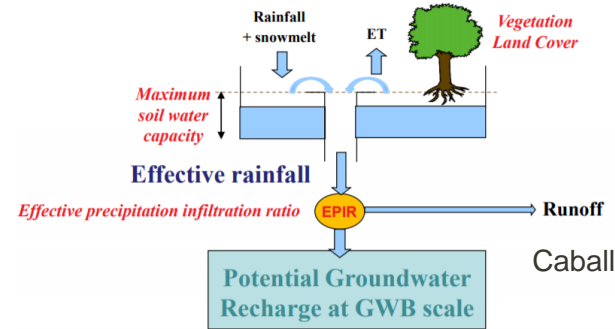 Rainfall
+ snowmelt
ET
Vegetation
Land Cover
Maximum
soil water
capacity
Effective rainfall
Effective precipitation infiltration ratio
EPIR
Runoff
Caball
Potential Groundwater
Recharge at GWB scale